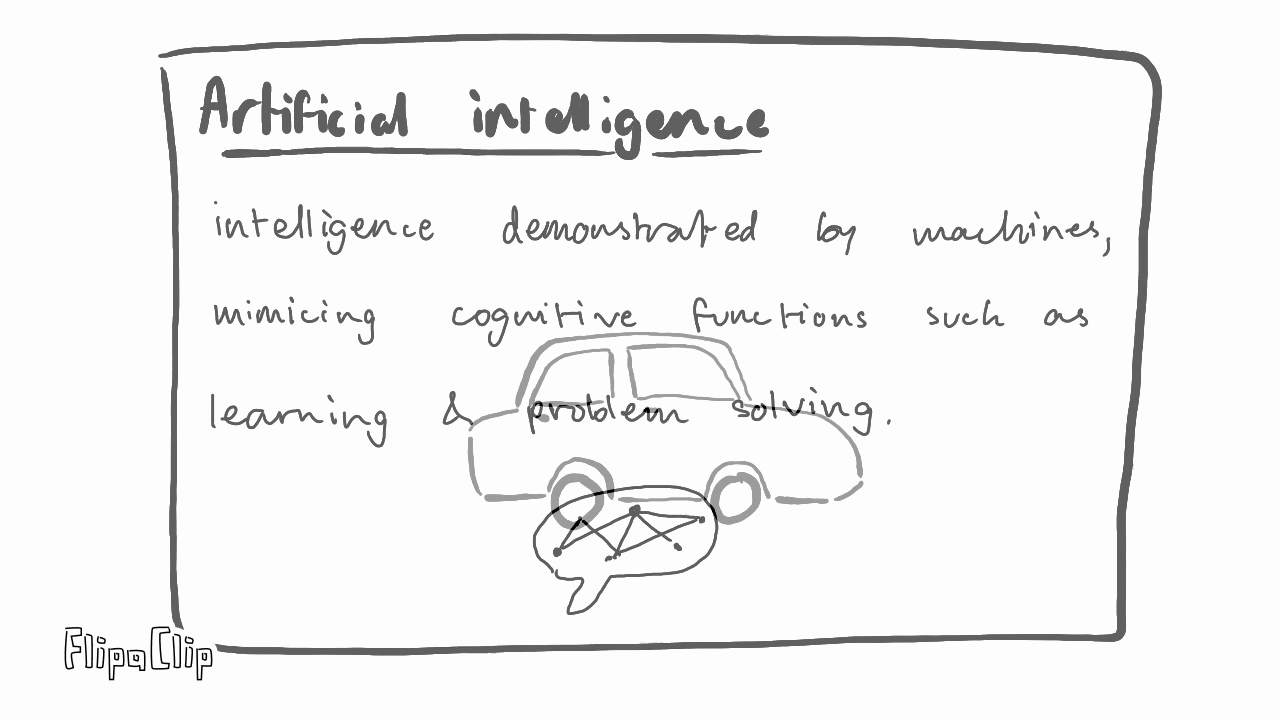 Artificial intelligence
intelligence demonstrated by machines,
mimicing cognitive functions such as
learning & problem solving.
FlipaClip